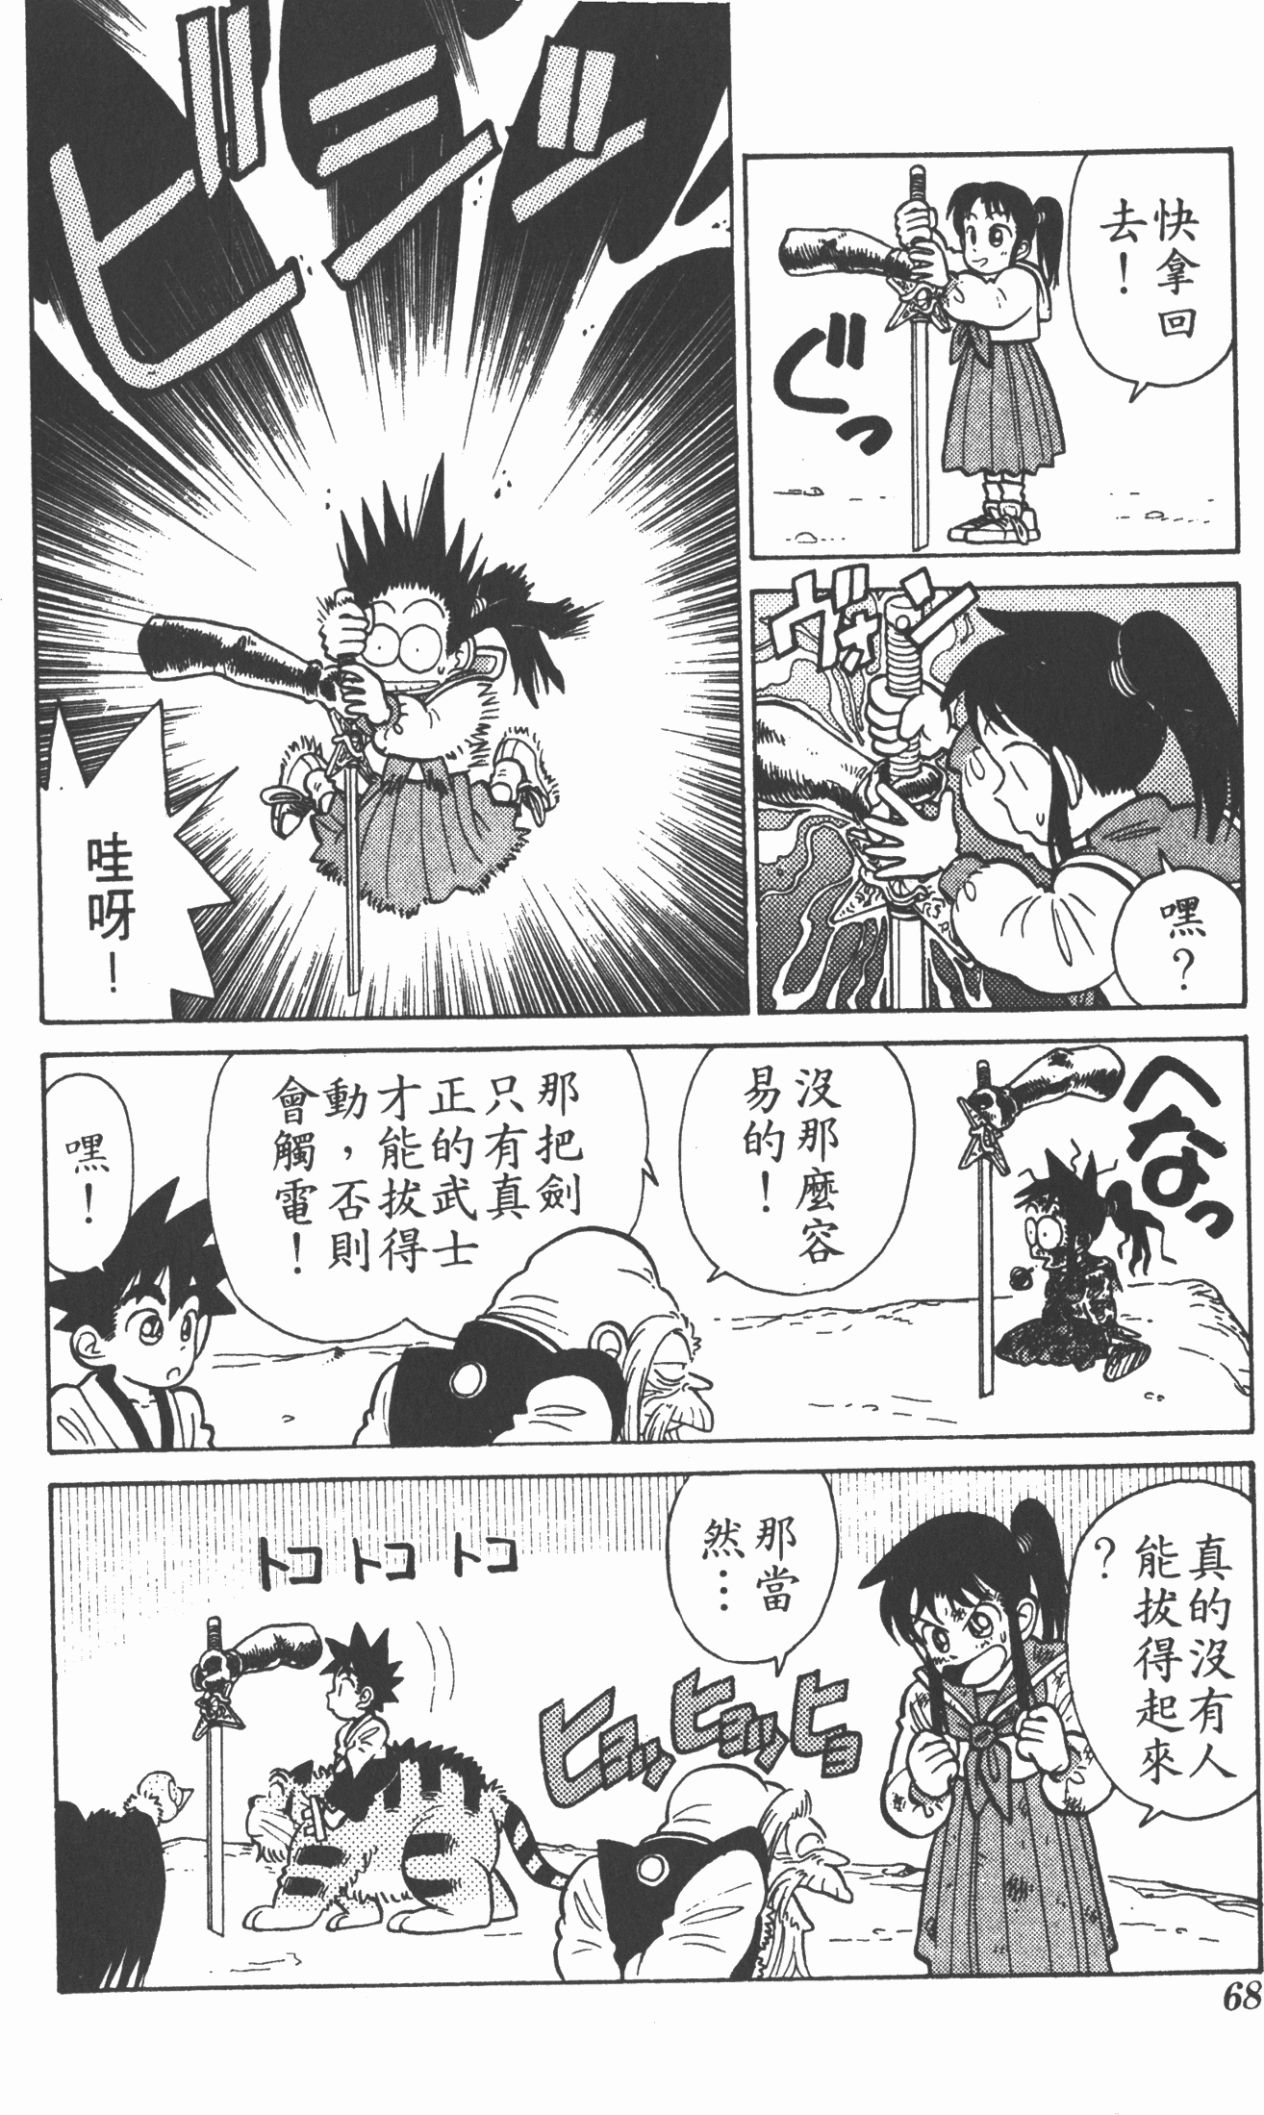 快拿回
去！
ぐっ
嘿？
ヴォン
ビシッ
哇呀！
へなっ
沒那麼容
易的！
那把劍
只有真
正的武士
才能拔得
動，否則
會觸電！
嘿！
真的沒有人
能拔得起來
？
那當
然…
ヒョッヒョッヒョ
トコトコトコ
68